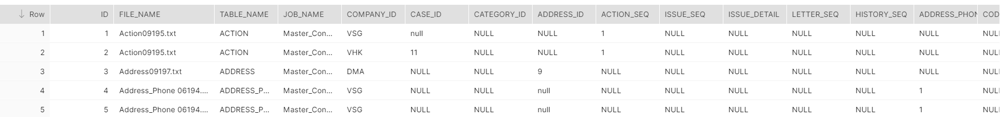 ↓ Row ID FILE_NAME TABLE_NAME JOB_NAME COMPANY_ID CASE_ID CATEGORY_ID ADDRESS_ID ACTION_SEQ ISSUE_SEQ ISSUE_DETAIL LETTER_SEQ HISTORY_SEQ ADDRESS_PHON COD
1 1 Action09195.txt ACTION Master_Con... VSG null NULL NULL 1 NULL NULL NULL NULL NULL NUL
2 2 Action09195.txt ACTION Master_Con... VHK 11 NULL NULL 1 NULL NULL NULL NULL NULL NUL
3 3 Address09197.txt ADDRESS Master_Con... DMA NULL NULL 9 NULL NULL NULL NULL NULL NULL NUL
4 4 Address_Phone 06194.... ADDRESS_P... Master_Con... VSG NULL NULL null NULL NULL NULL NULL NULL 1 NUL
5 5 Address_Phone 06194.... ADDRESS_P... Master_Con... VSG NULL NULL null NULL NULL NULL NULL NULL 1 NUL